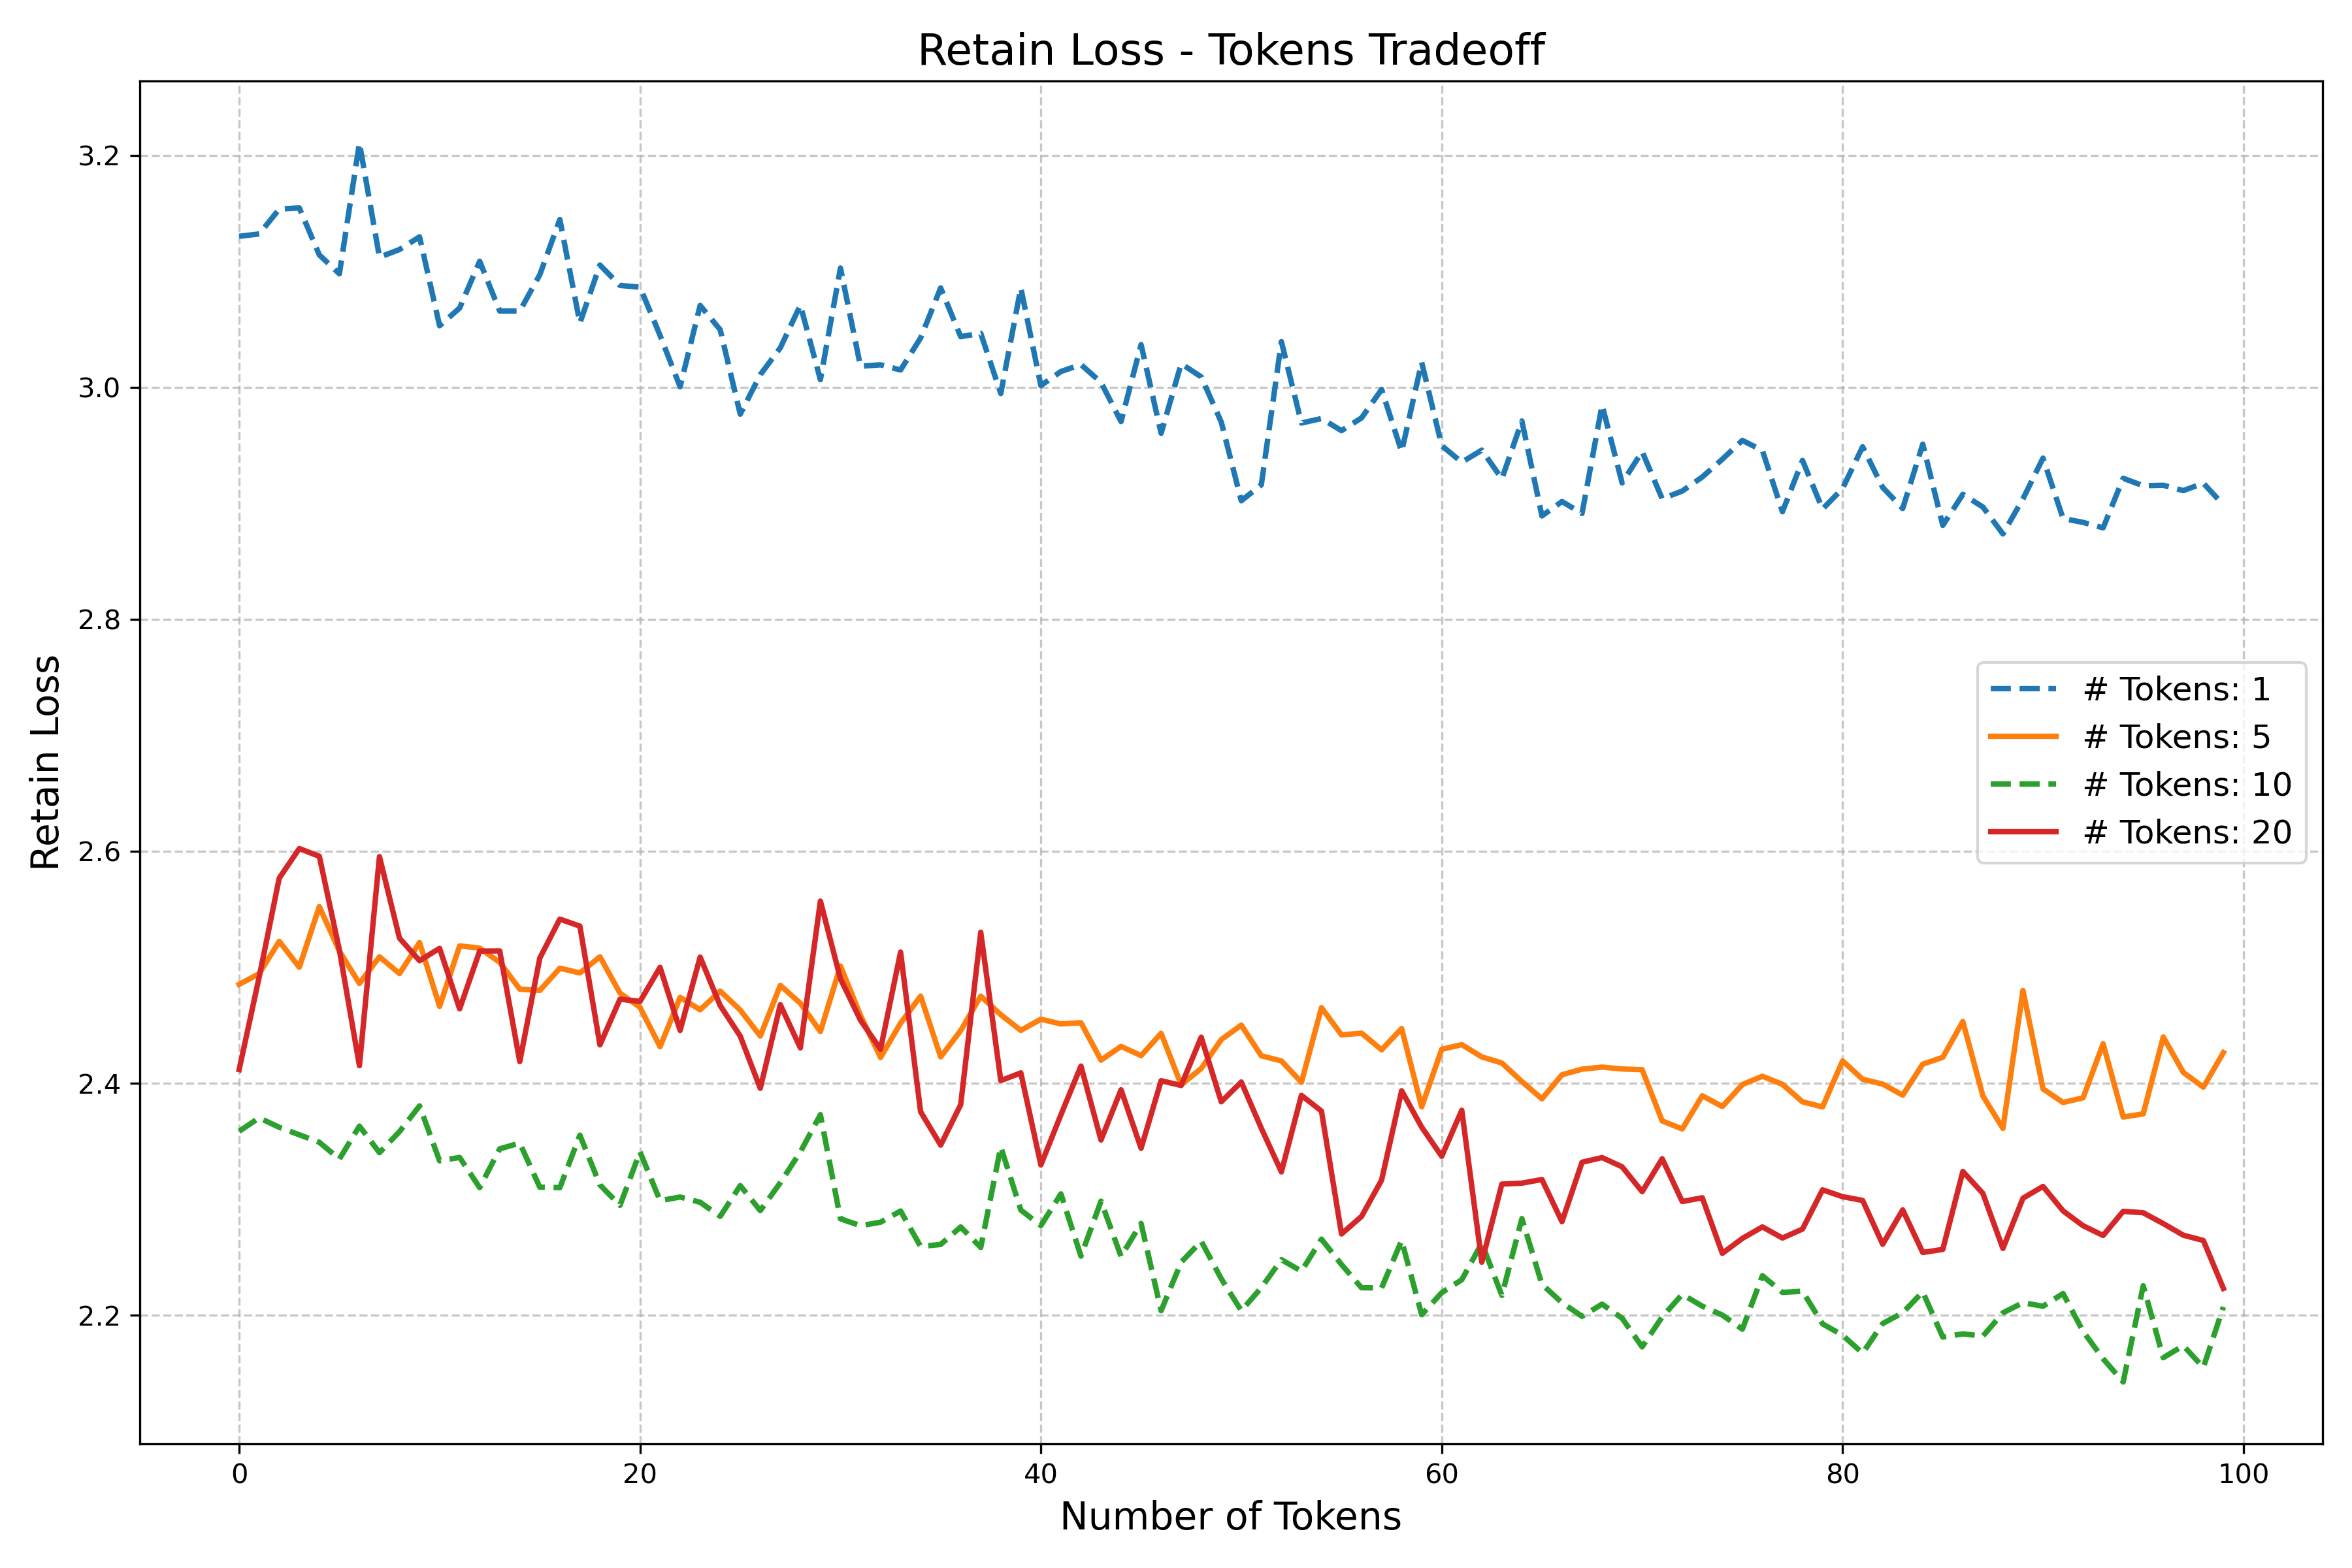 Retain Loss - Tokens Tradeoff
Retain Loss
3.2
3.0
2.8
2.6
2.4
2.2
# Tokens: 1
# Tokens: 5
# Tokens: 10
# Tokens: 20
0 20 40 60 80 100
Number of Tokens